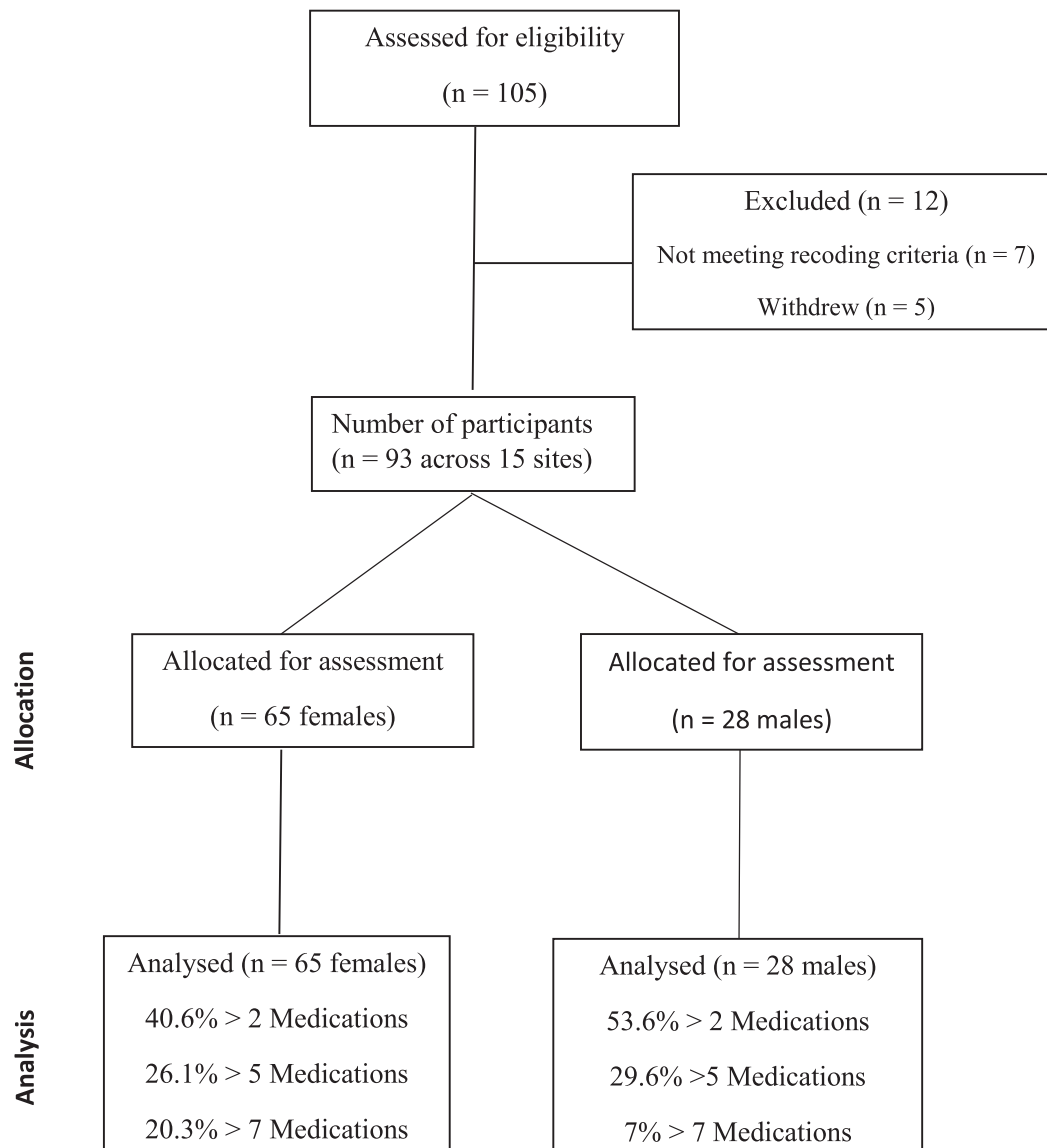 Assessed for eligibility
(n = 105)
Excluded (n = 12)
Not meeting recoding criteria (n = 7)
Withdrew (n = 5)
Number of participants
(n = 93 across 15 sites)
Allocation
Allocated for assessment
(n = 65 females)
Allocated for assessment
(n = 28 males)
Analysis
Analysed (n = 65 females)
40.6% > 2 Medications
26.1% > 5 Medications
20.3% > 7 Medications
Analysed (n = 28 males)
53.6% > 2 Medications
29.6% >5 Medications
7% > 7 Medications